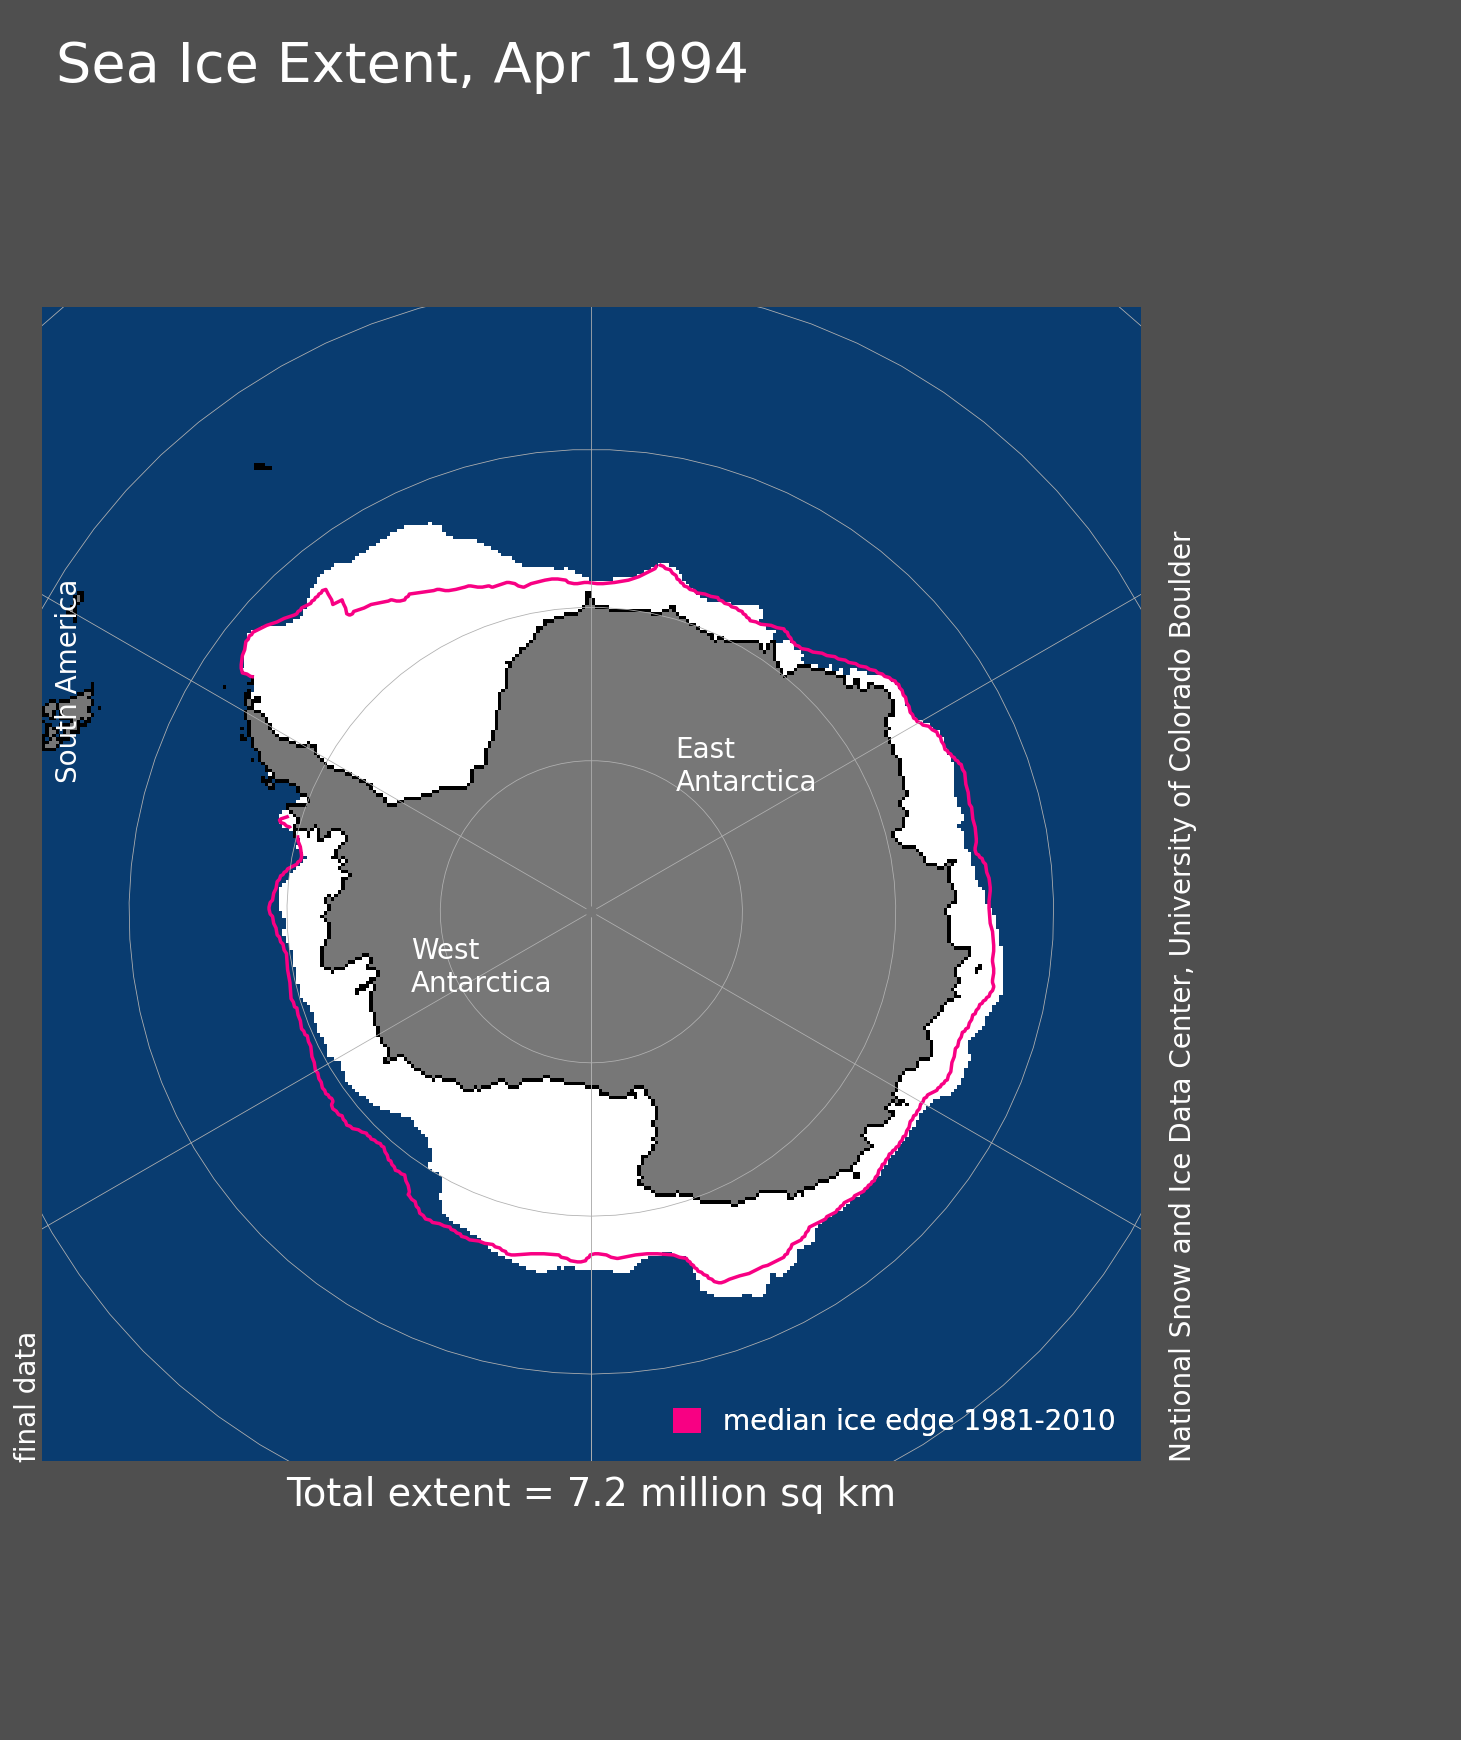 Sea Ice Extent, Apr 1994
South America
East
Antarctica
West
Antarctica
National Snow and Ice Data Center, University of Colorado Boulder
final data
median ice edge 1981-2010
Total extent = 7.2 million sq km